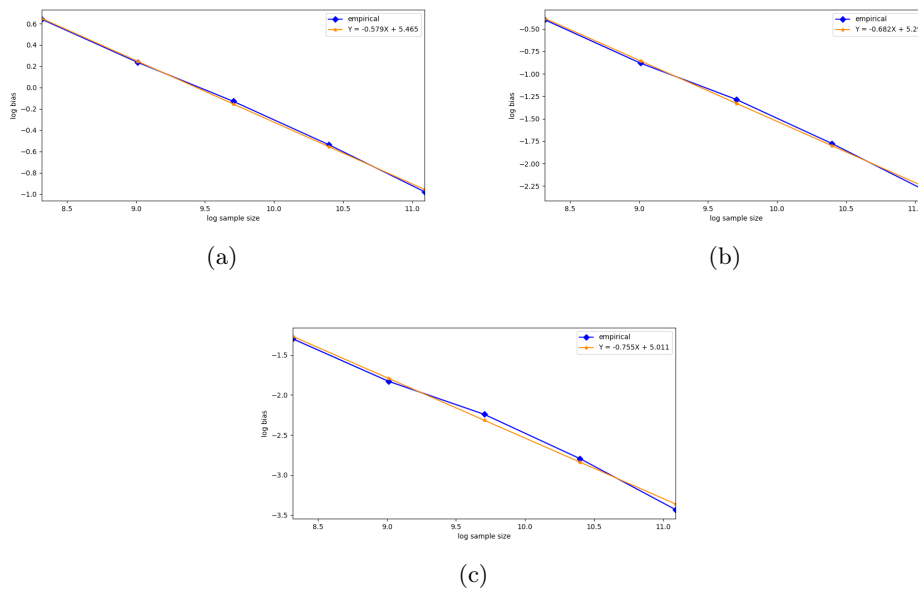 empirical
Y = -0.579X + 5.465
0.6
0.4
0.2
0.0
−0.2
−0.4
−0.6
−0.8
−1.0
log bias
8.5 9.0 9.5 10.0 10.5 11.0
log sample size
(a)
empirical
Y = -0.682X +
−0.50
−0.75
−1.00
−1.25
−1.50
−1.75
−2.00
−2.25
log bias
8.5 9.0 9.5 10.0 10.5
log sample size
(b)
empirical
Y = -0.755X + 5.011
−1.5
−2.0
−2.5
−3.0
−3.5
log bias
8.5 9.0 9.5 10.0 10.5 11.0
log sample size
(c)